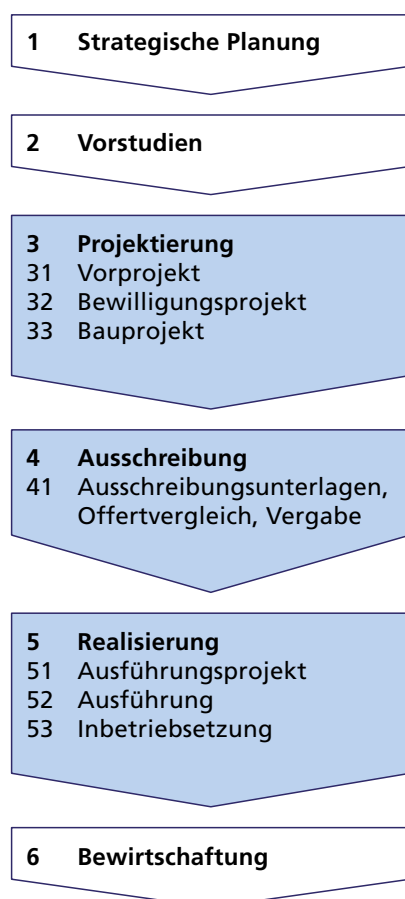 1 Strategische Planung
2 Vorstudien
3 Projektierung
31 Vorprojekt
32 Bewilligungsprojekt
33 Bauprojekt
4 Ausschreibung
41 Ausschreibungsunterlagen,
Offertvergleich, Vergabe
5 Realisierung
51 Ausführungsprojekt
52 Ausführung
53 Inbetriebsetzung
6 Bewirtschaftung